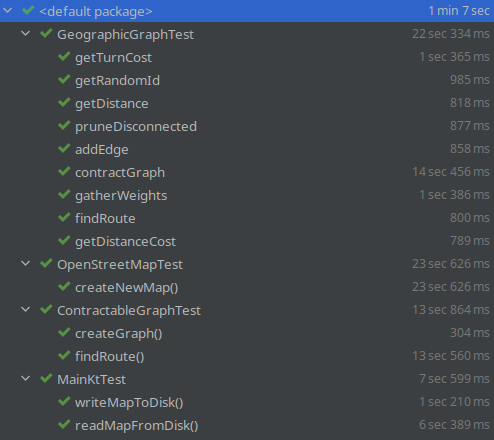 <default package> 1 min 7 sec
GeographicGraphTest 22 sec 334 ms
getTurnCost 1 sec 365 ms
getRandomId 985 ms
getDistance 818 ms
pruneDisconnected 877 ms
addEdge 858 ms
contractGraph 14 sec 456 ms
gatherWeights 1 sec 386 ms
findRoute 800 ms
getDistanceCost 789 ms
OpenStreetMapTest 23 sec 626 ms
createNewMap() 23 sec 626 ms
ContractableGraphTest 13 sec 864 ms
createGraph() 304 ms
findRoute() 13 sec 560 ms
MainKtTest 7 sec 599 ms
writeMapToDisk() 1 sec 210 ms
readMapFromDisk() 6 sec 389 ms